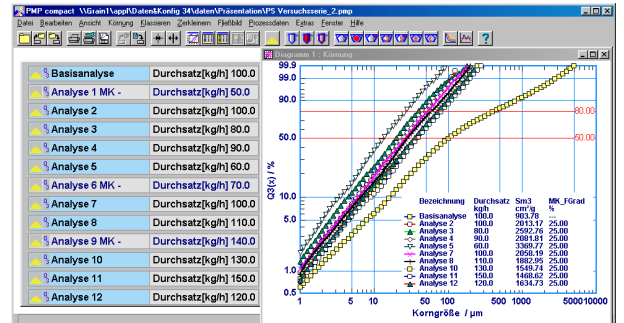 PMP compact \\Grain1\appl\Daten&Konfig 34\daten\Präsentation\PS Versuchsserie_2.pmp
Datei Bearbeiten Ansicht Körnung Klassieren Zerkleinern Fließbild Prozessdaten Extras Fenster Hilfe
Diagramm 1 : Körnung
Basisanalyse Durchsatz[kg/h] 100.0
Analyse 1 MK - Durchsatz[kg/h] 50.0
Analyse 2 Durchsatz[kg/h] 100.0
Analyse 3 Durchsatz[kg/h] 80.0
Analyse 4 Durchsatz[kg/h] 90.0
Analyse 5 Durchsatz[kg/h] 60.0
Analyse 6 MK - Durchsatz[kg/h] 70.0
Analyse 7 Durchsatz[kg/h] 100.0
Analyse 8 Durchsatz[kg/h] 110.0
Analyse 9 MK - Durchsatz[kg/h] 140.0
Analyse 10 Durchsatz[kg/h] 130.0
Analyse 11 Durchsatz[kg/h] 150.0
Analyse 12 Durchsatz[kg/h] 120.0
99.9
99.0
90.0
80.00
50.0
50.00
10.0
5.0
1.0
0.5
Q3(x) / %
Bezeichnung Durchsatz Sm3 MK_FGrad
kg/h cm²/g %
Basisanalyse 100.0 903.78 ---
Analyse 2 100.0 2013.17 25.00
Analyse 3 80.0 2592.76 25.00
Analyse 4 90.0 2081.81 25.00
Analyse 5 60.0 3369.77 25.00
Analyse 7 100.0 2058.19 25.00
Analyse 8 110.0 1882.95 25.00
Analyse 10 130.0 1549.74 25.00
Analyse 11 150.0 1468.62 25.00
Analyse 12 120.0 1634.73 25.00
1 5 10 50 100 500 1000 5000 10000
Korngröße / µm